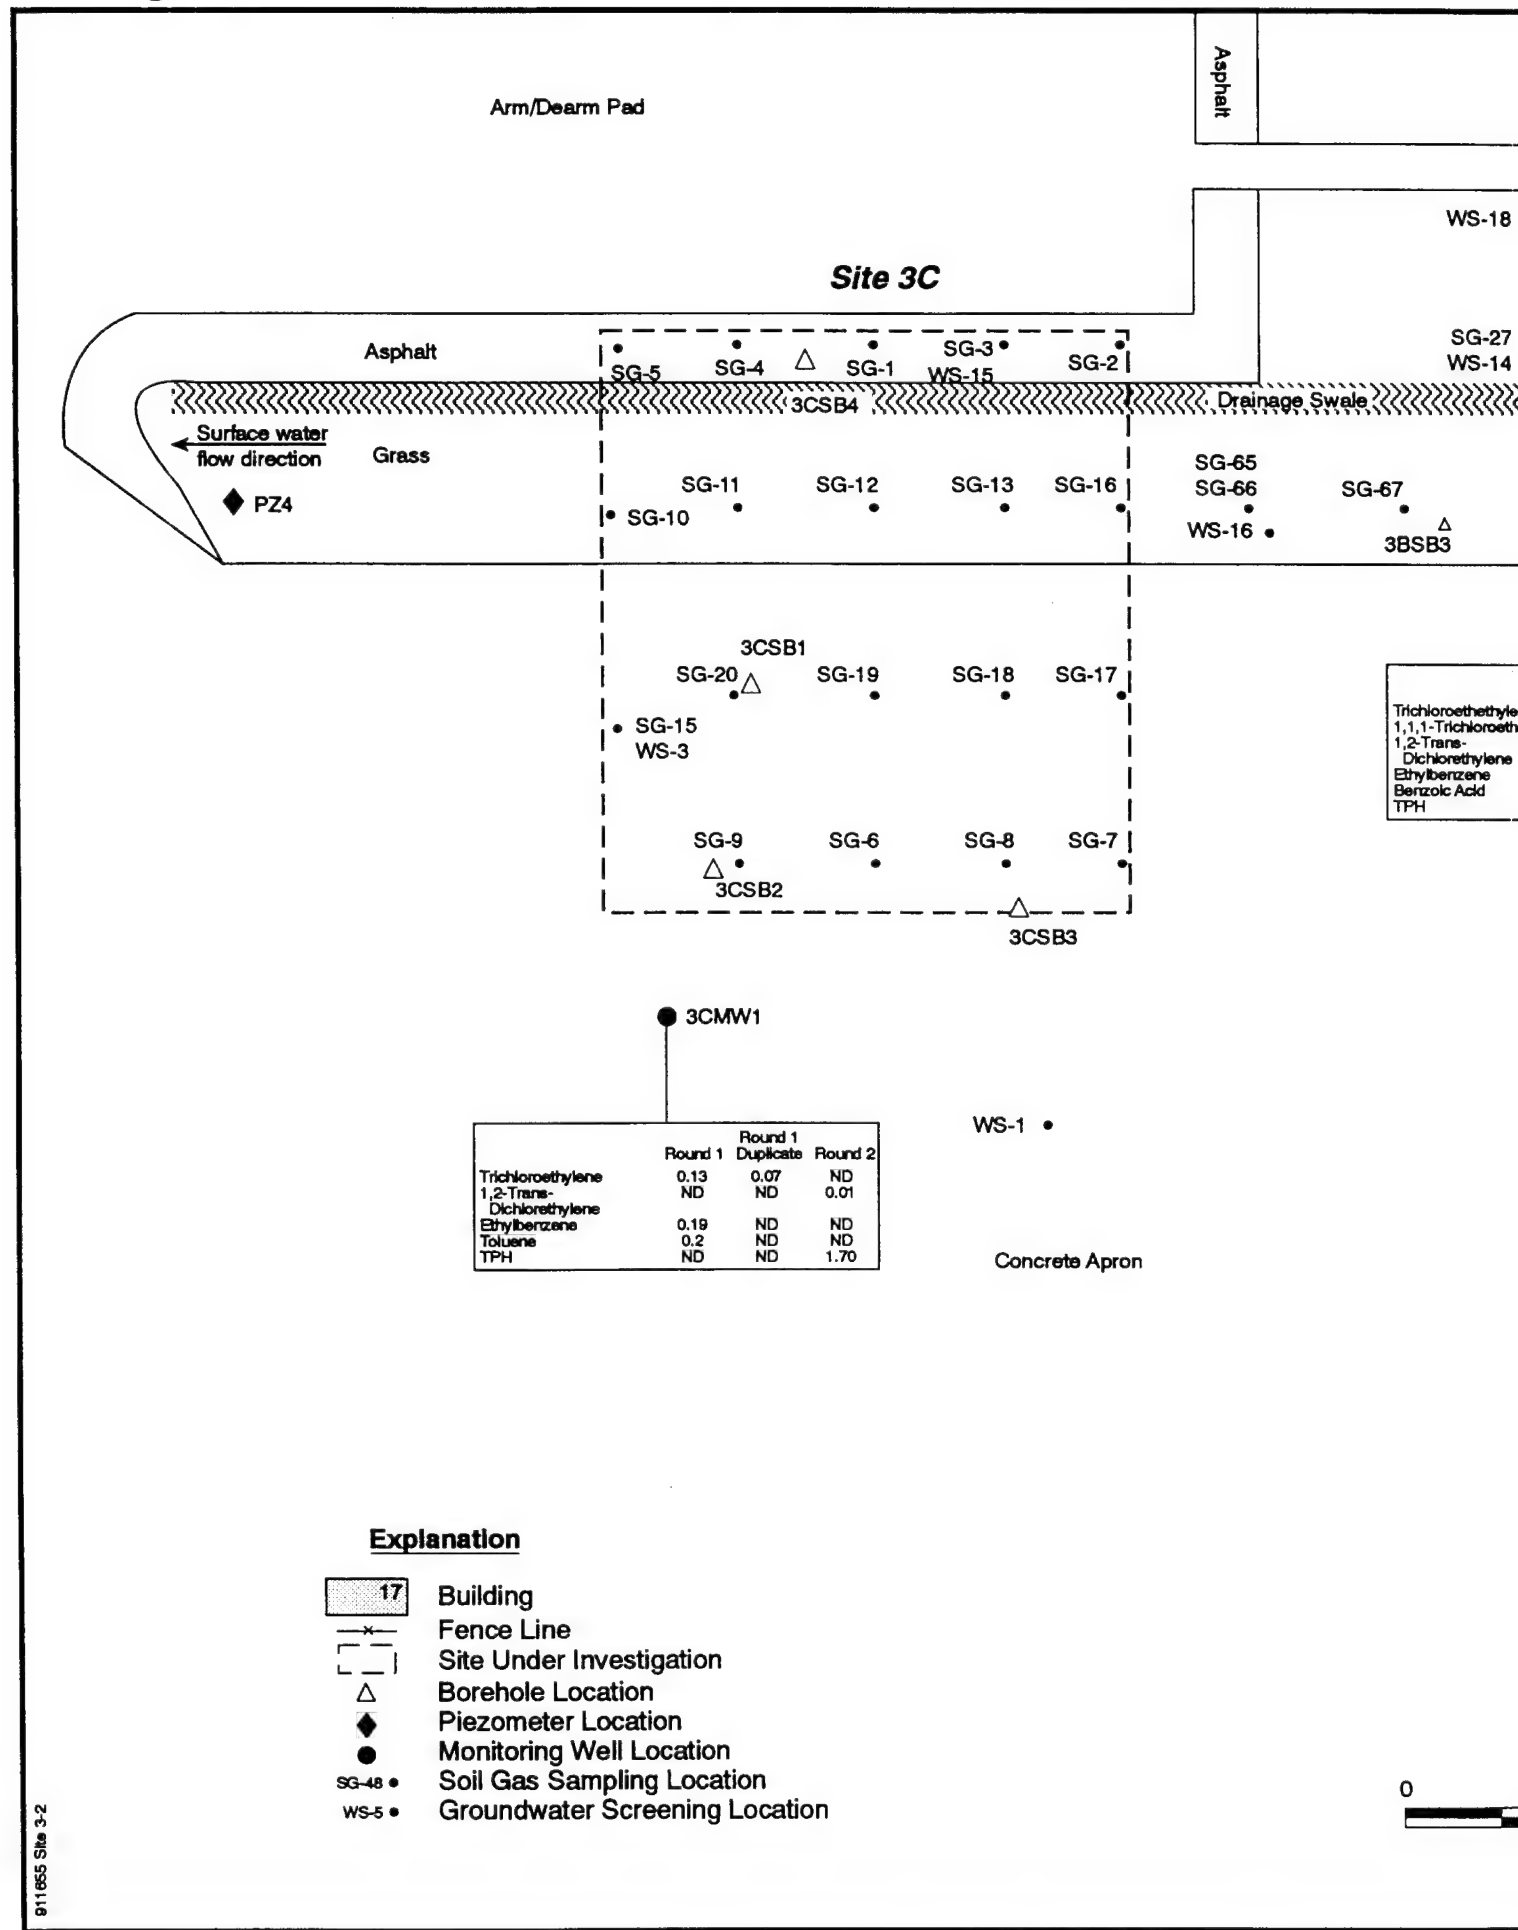 Arm/Dearm Pad
Asphalt
WS-18
Site 3C
Asphalt
SG-5
SG-4
SG-1
SG-3
WS-15
SG-2
SG-27
WS-14
3CSB4
Drainage Swale
Surface water
flow direction
Grass
PZ4
SG-10
SG-11
SG-12
SG-13
SG-16
SG-65
SG-66
WS-16
SG-67
3BSB3
3CSB1
SG-20
SG-19
SG-18
SG-17
SG-15
WS-3
Trichloroethethyle
1,1,1-Trichloroeth
1,2-Trans-
Dichlorethylene
Ethylbenzene
Benzoic Acid
TPH
SG-9
SG-6
SG-8
SG-7
3CSB2
3CSB3
3CMW1
WS-1
Round 1 Round 1 Duplicate Round 2
Trichloroethylene 0.13 0.07 ND
1,2-Trans- ND ND 0.01
Dichlorethylene
Ethylbenzene 0.19 ND ND
Toluene 0.2 ND ND
TPH ND ND 1.70
Concrete Apron
Explanation
17 Building
Fence Line
Site Under Investigation
Borehole Location
Piezometer Location
Monitoring Well Location
SG-48 Soil Gas Sampling Location
WS-5 Groundwater Screening Location
0
911655 Site 3-2